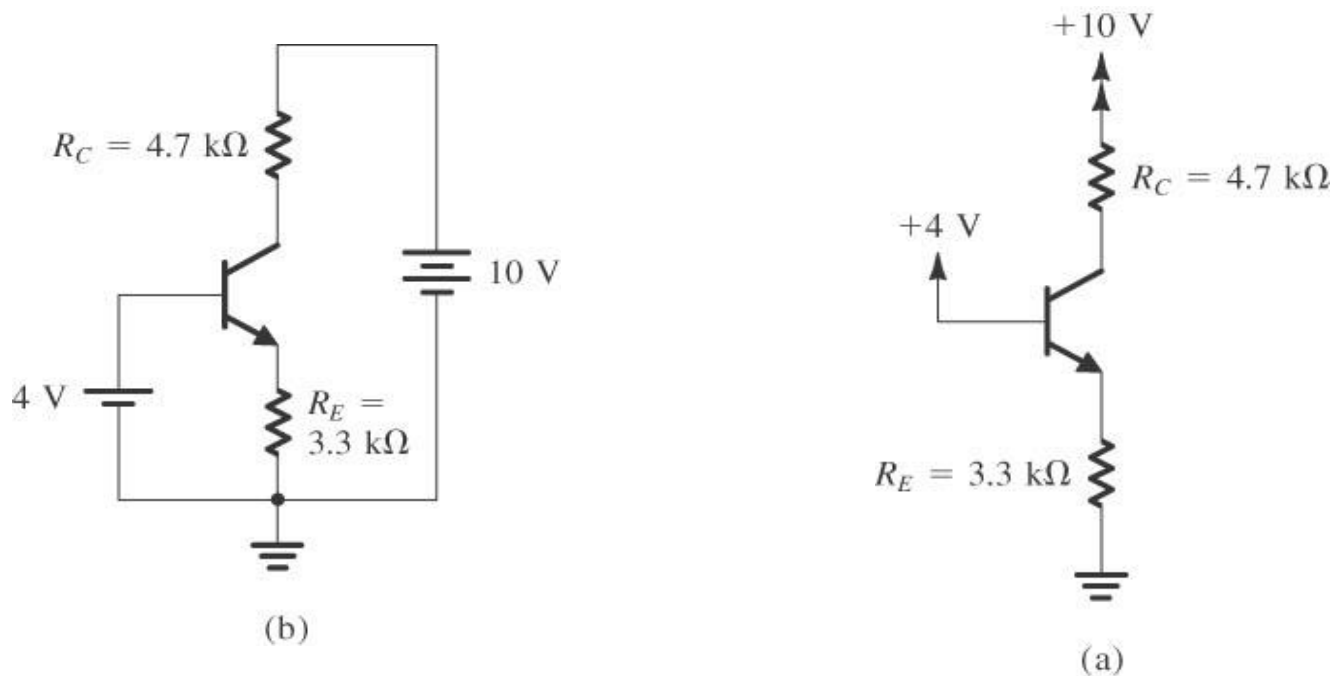 R_C = 4.7 kΩ
10 V
4 V
R_E =
3.3 kΩ
(b)
+10 V
R_C = 4.7 kΩ
+4 V
R_E = 3.3 kΩ
(a)